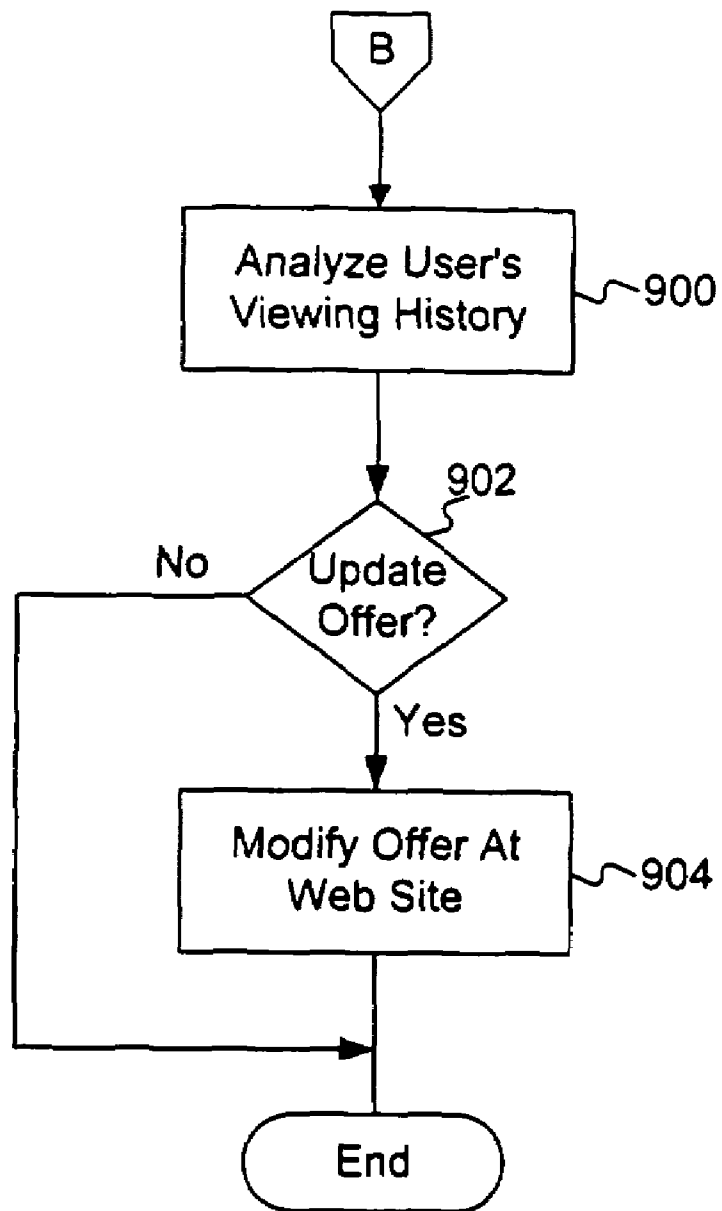 B
Analyze User's
Viewing History
900
902
No
Update
Offer?
Yes
Modify Offer At
Web Site
904
End